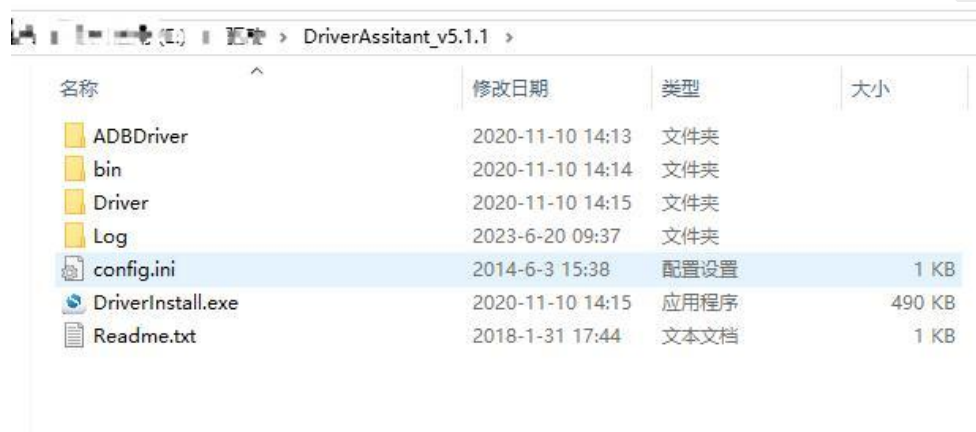 (E:) › 驱动 › DriverAssitant_v5.1.1 ›
名称 修改日期 类型 大小
ADBDriver 2020-11-10 14:13 文件夹
bin 2020-11-10 14:14 文件夹
Driver 2020-11-10 14:15 文件夹
Log 2023-6-20 09:37 文件夹
config.ini 2014-6-3 15:38 配置设置 1 KB
DriverInstall.exe 2020-11-10 14:15 应用程序 490 KB
Readme.txt 2018-1-31 17:44 文本文档 1 KB